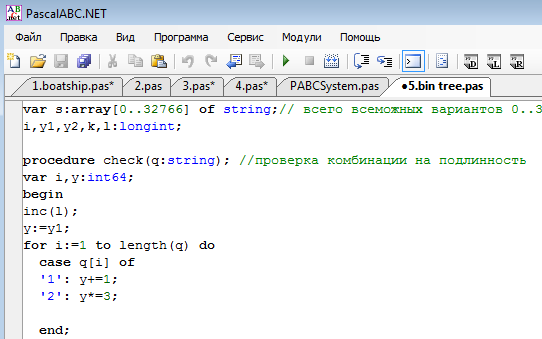 PascalABC.NET
Файл Правка Вид Программа Сервис Модули Помощь
1.boatship.pas* 2.pas 3.pas* 4.pas* PABCSystem.pas •5.bin tree.pas
var s:array[0..32766] of string;// всего всеможных вариантов 0..3
i,y1,y2,k,l:longint;
procedure check(q:string); //проверка комбинации на подлинность
var i,y:int64;
begin
inc(l);
y:=y1;
for i:=1 to length(q) do
case q[i] of
'1': y+=1;
'2': y*=3;
end;